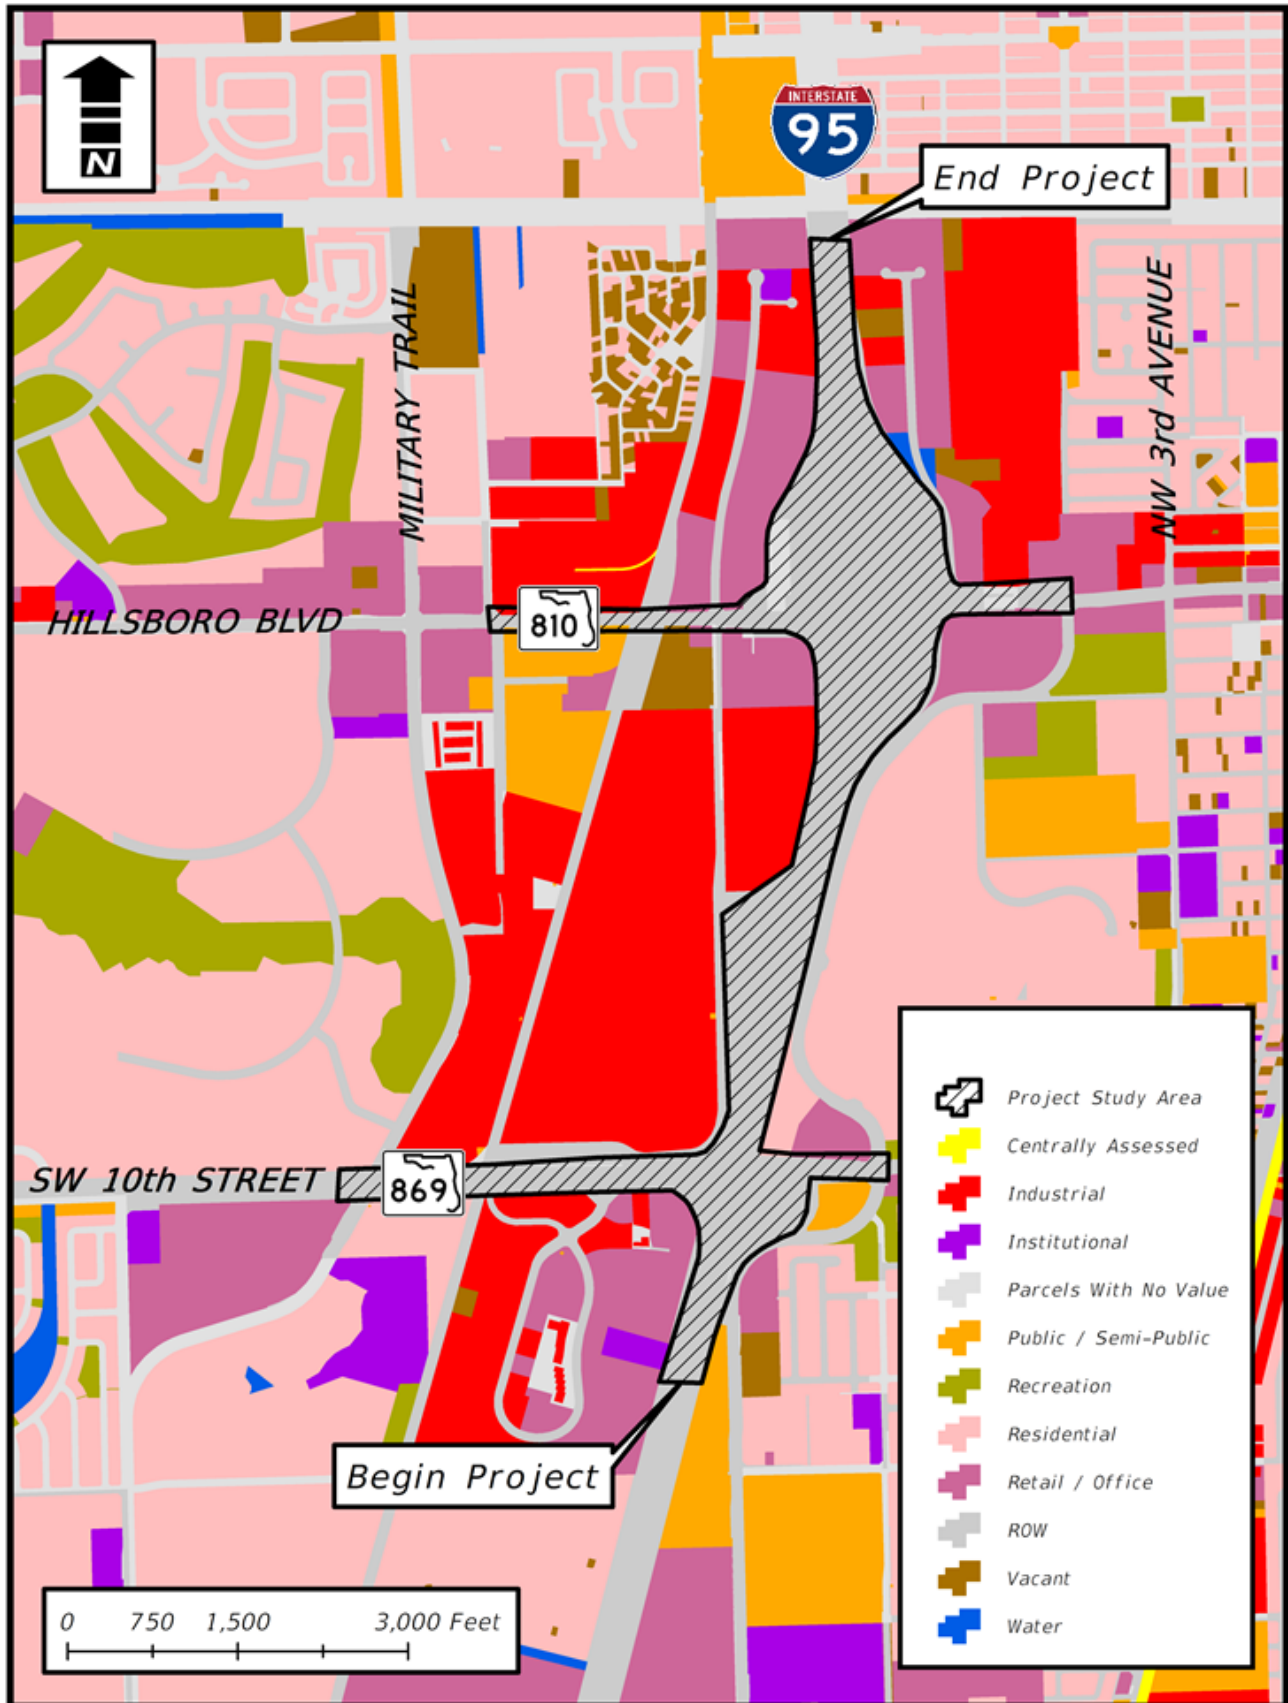 N
INTERSTATE
95
End Project
MILITARY TRAIL
NW 3rd AVENUE
HILLSBORO BLVD
810
SW 10th STREET
869
Begin Project
Project Study Area
Centrally Assessed
Industrial
Institutional
Parcels With No Value
Public / Semi-Public
Recreation
Residential
Retail / Office
ROW
Vacant
Water
0 750 1,500 3,000 Feet